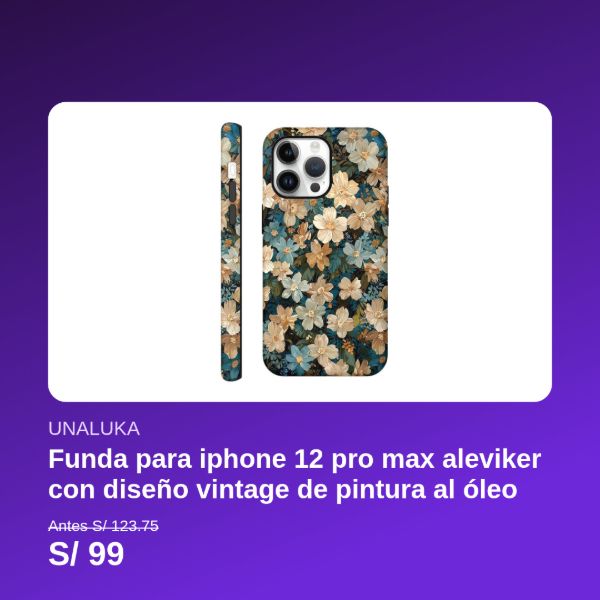 UNALUKA
Funda para iphone 12 pro max aleviker
con diseño vintage de pintura al óleo
Antes S/ 123.75
S/ 99